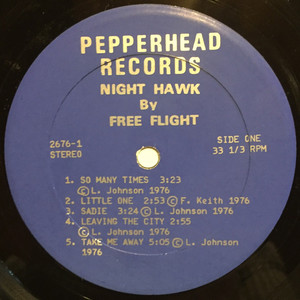 PEPPERHEAD
RECORDS
NIGHT HAWK
By
FREE FLIGHT
2676-1
STEREO
SIDE ONE
33 1/3 RPM
1. SO MANY TIMES 3:23
©L. Johnson 1976
2. LITTLE ONE 2:53©F. Keith 1976
3. SADIE 3:24©L. Johnson 1976
4. LEAVING THE CITY 2:55
©L. Johnson 1976
5. TAKE ME AWAY 5:05©L. Johnson
1976